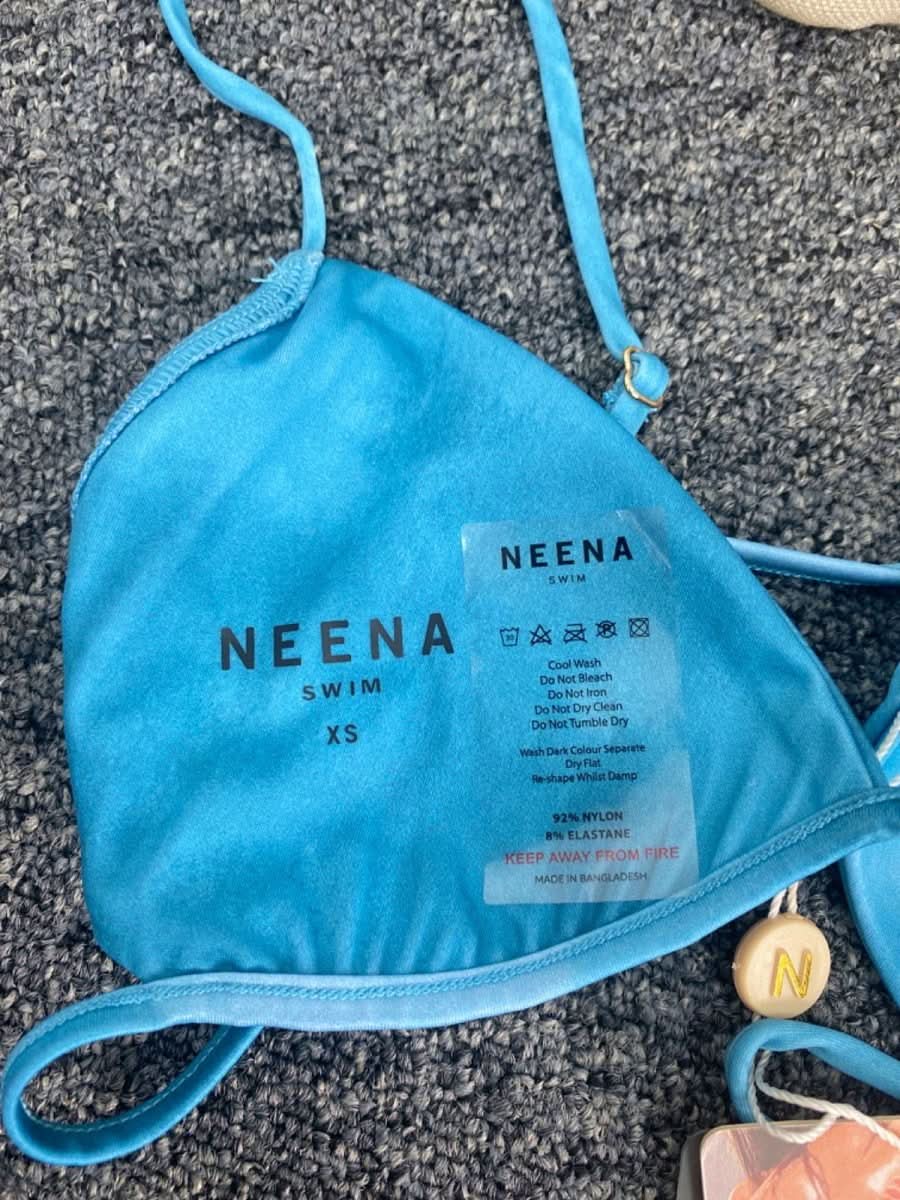 NEENA
SWIM
XS
NEENA
SWIM
30
P
Cool Wash
Do Not Bleach
Do Not Iron
Do Not Dry Clean
Do Not Tumble Dry
Wash Dark Colour Separate
Dry Flat
Re-shape Whilst Damp
92% NYLON
8% ELASTANE
KEEP AWAY FROM FIRE
MADE IN BANGLADESH
N